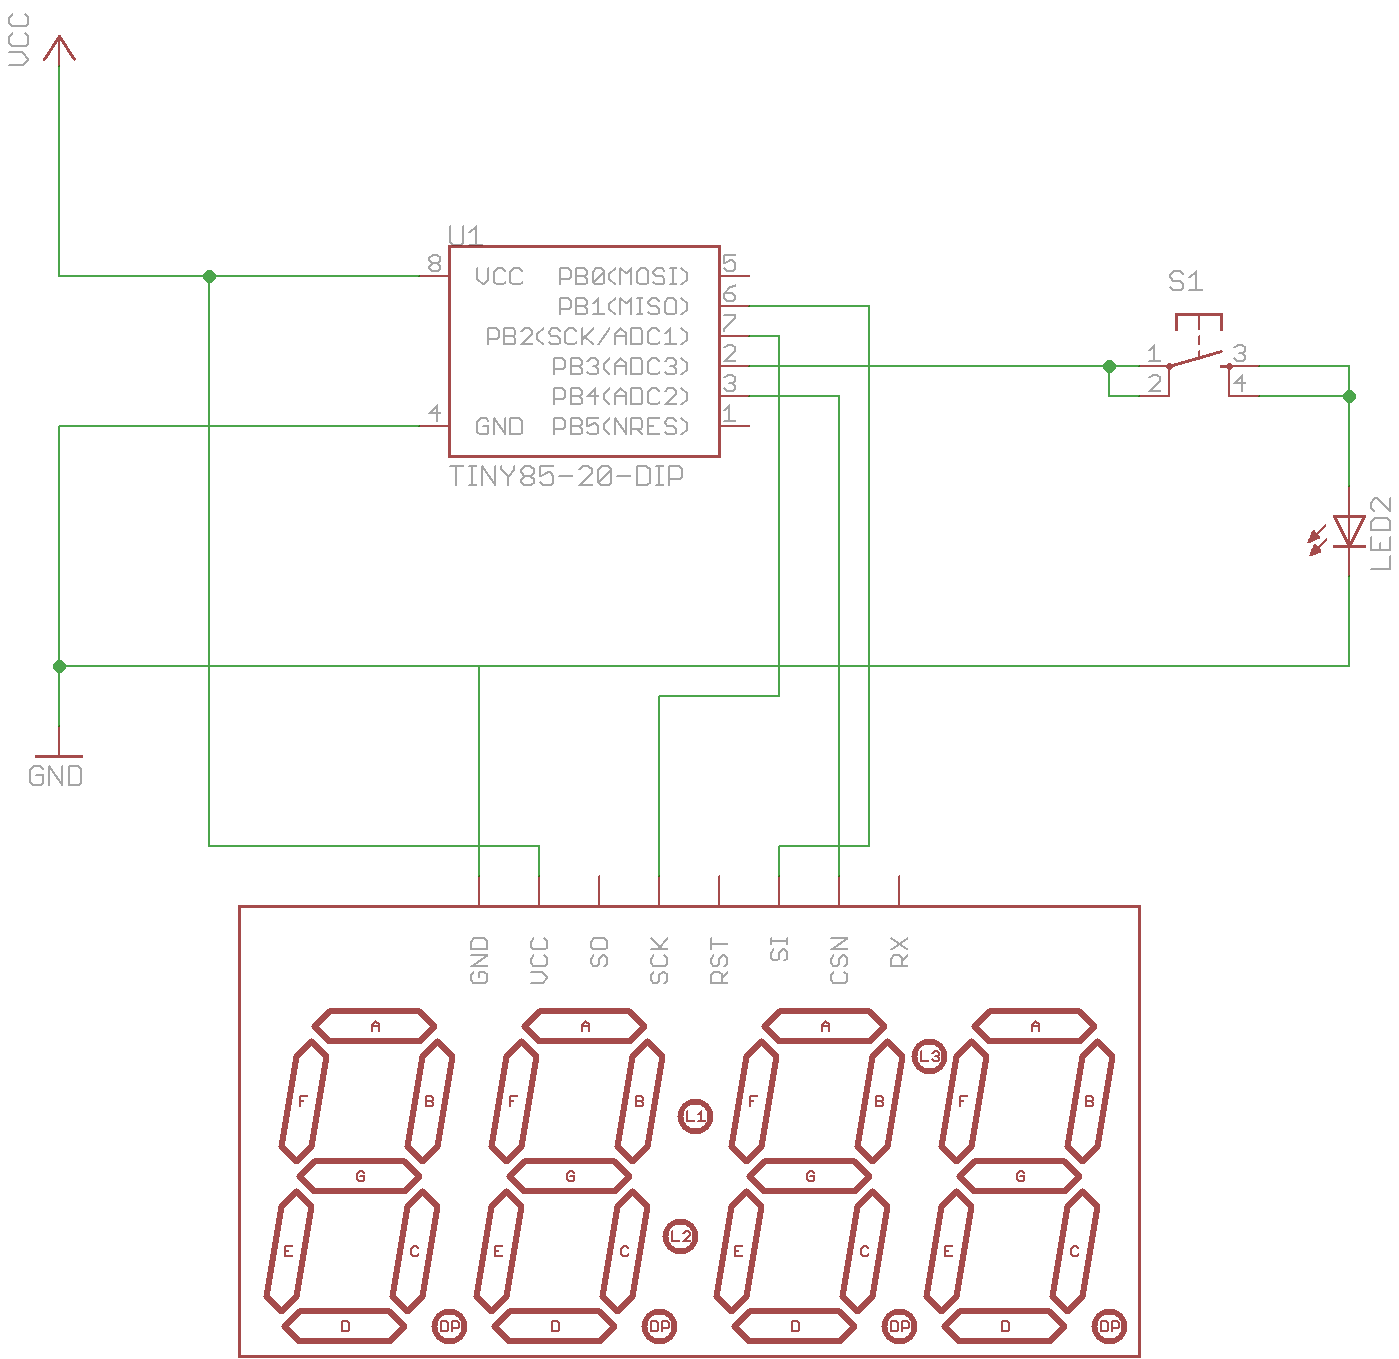 VCC
U1
8 VCC PB0(MOSI) 5
PB1(MISO) 6
PB2(SCK/ADC1) 7
PB3(ADC3) 2
PB4(ADC2) 3
4 GND PB5(NRES) 1
TINY85-20-DIP
S1
1 3
2 4
LED2
GND
GND VCC SO SCK RST SI CSN RX
A A A A
L3
F B F B F B F B
L1
G G G G
L2
E C E C E C E C
D DP D DP D DP D DP